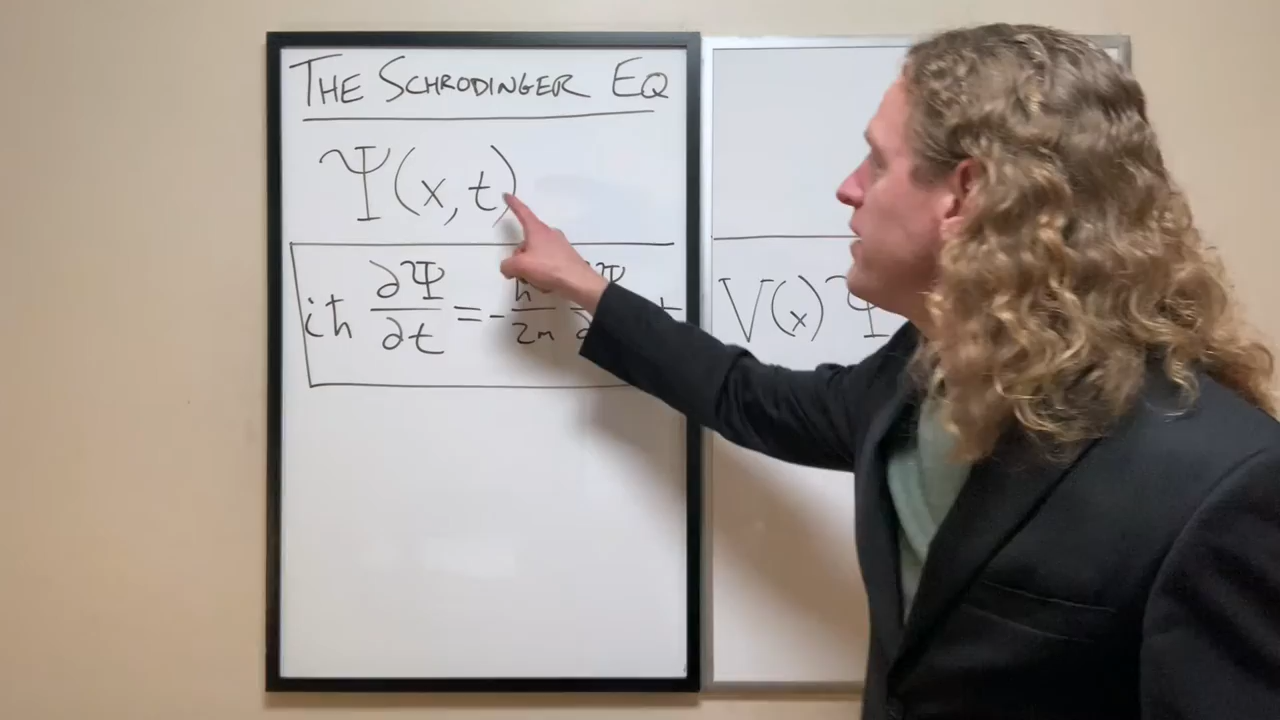 THE SCHRODINGER EQ
Ψ(x,t)
iħ ∂Ψ/∂t = - ħ/2m ∂Ψ/∂ + V(x) Ψ